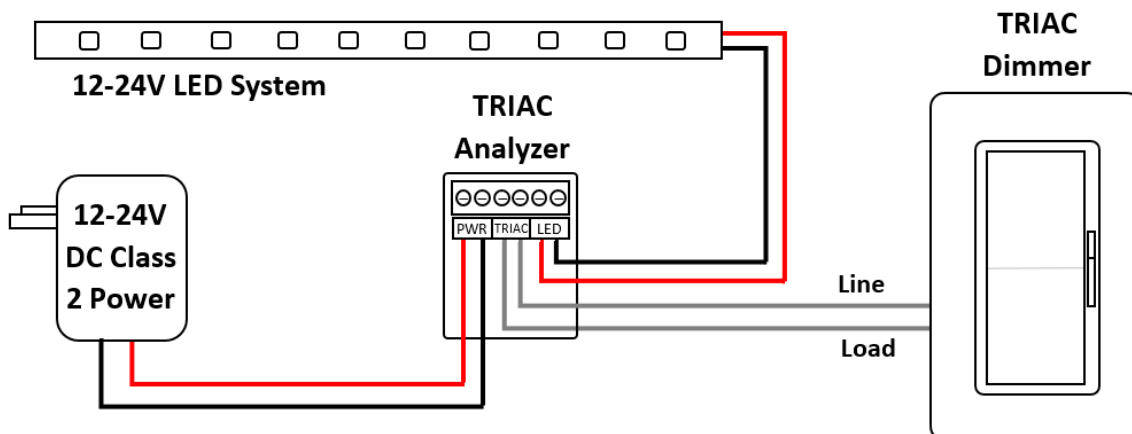 TRIAC
Dimmer
12-24V LED System
TRIAC
Analyzer
12-24V
DC Class
2 Power
PWR TRIAC LED
Line
Load